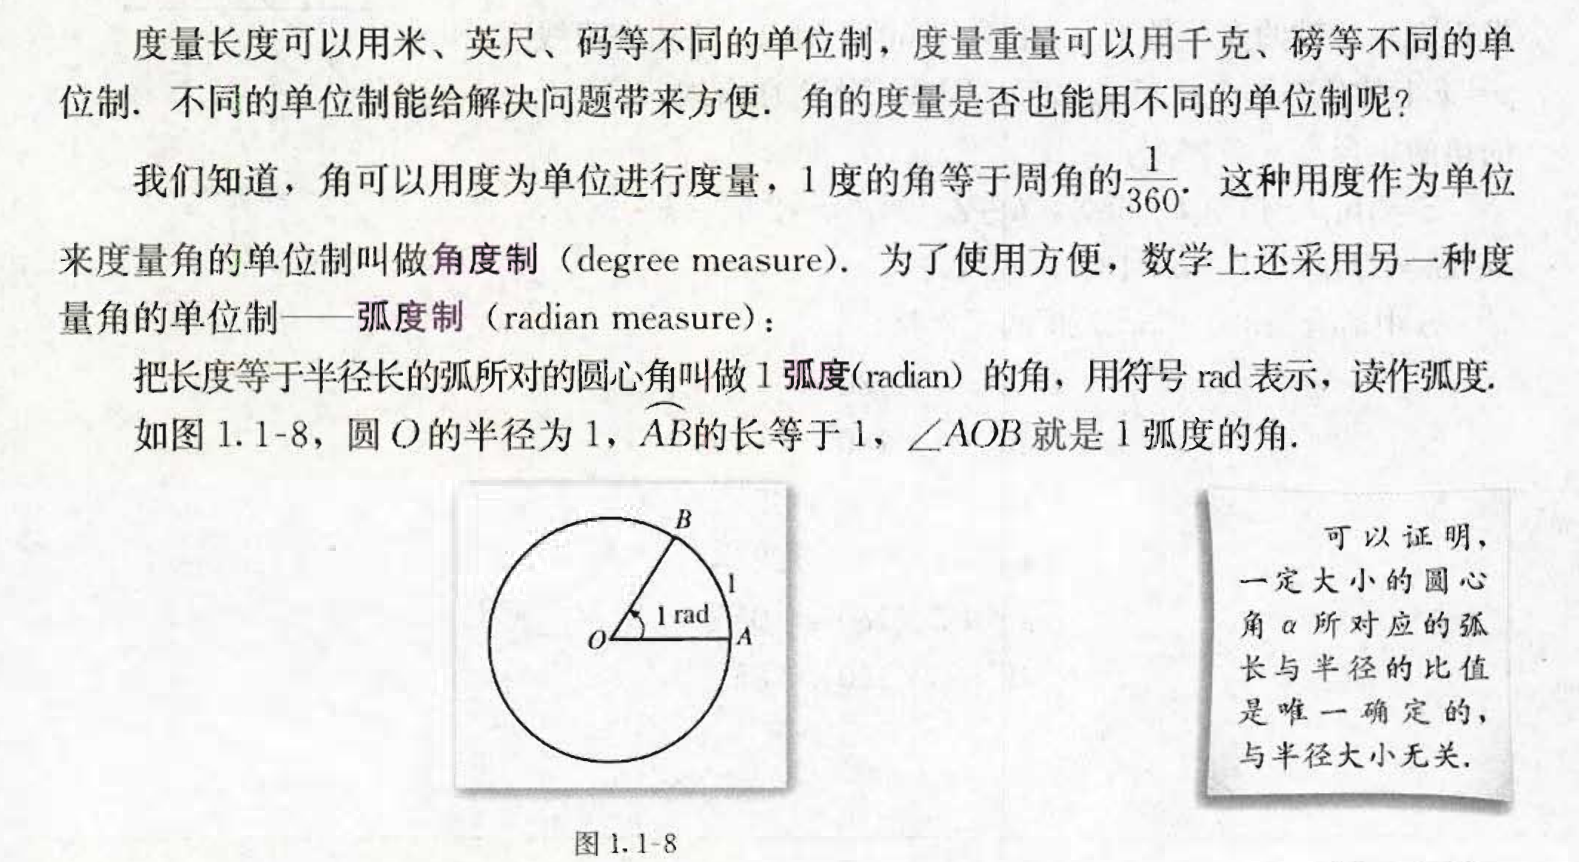 度量长度可以用米、英尺、码等不同的单位制，度量重量可以用千克、磅等不同的单
位制. 不同的单位制能给解决问题带来方便. 角的度量是否也能用不同的单位制呢?
我们知道，角可以用度为单位进行度量，1 度的角等于周角的1/360. 这种用度作为单位
来度量角的单位制叫做角度制（degree measure）. 为了使用方便，数学上还采用另一种度
量角的单位制——弧度制（radian measure）：
把长度等于半径长的弧所对的圆心角叫做 1 弧度(radian）的角，用符号 rad 表示，读作弧度.
如图 1.1-8，圆 O 的半径为 1，⌒AB的长等于 1，∠AOB 就是 1 弧度的角.
B
1
1 rad
O
A
图 1.1-8
可以证明，
一定大小的圆心
角 α 所对应的弧
长与半径的比值
是唯一确定的，
与半径大小无关.